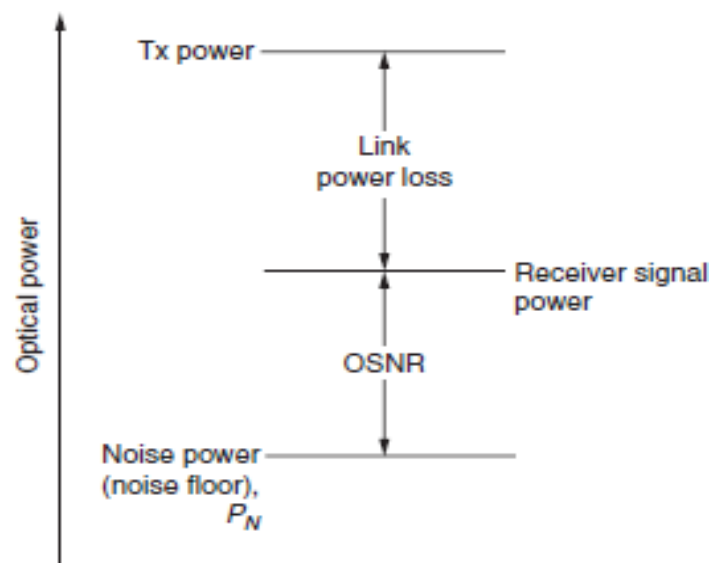 Tx power
Link
power loss
Optical power
Receiver signal
power
OSNR
Noise power
(noise floor),
P_N